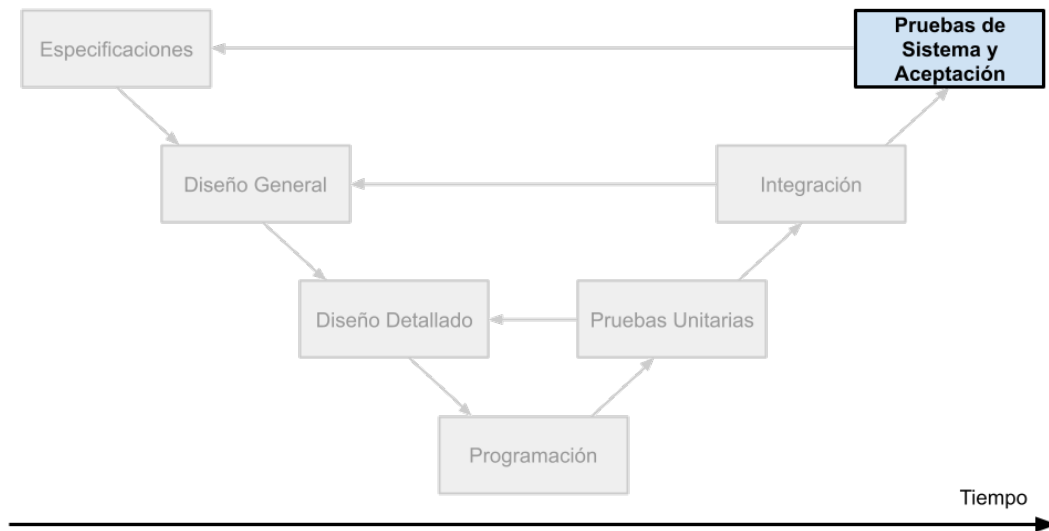 Especificaciones
Pruebas de
Sistema y
Aceptación
Diseño General
Integración
Diseño Detallado
Pruebas Unitarias
Programación
Tiempo